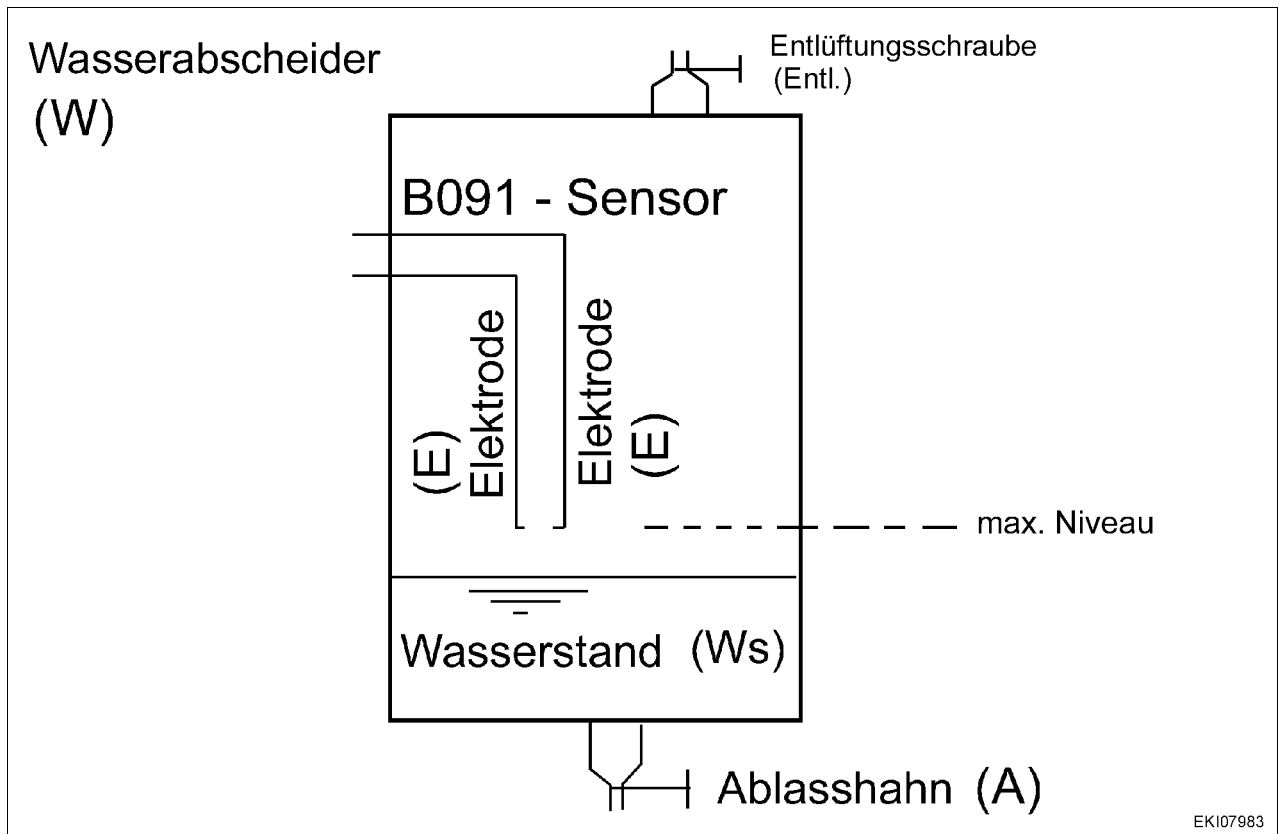 Wasserabscheider
(W)
Entlüftungsschraube
(Entl.)
B091 - Sensor
(E)
Elektrode
Elektrode
(E)
max. Niveau
Wasserstand (Ws)
Ablasshahn (A)
EKI07983